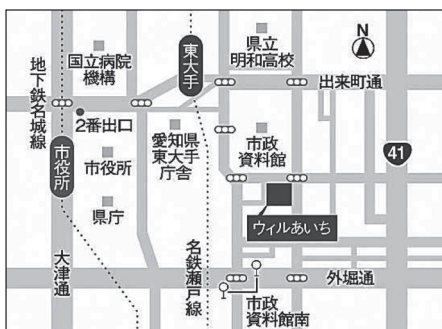 国立病院
機構
東大手
県立
明和高校
N
地下鉄名城線
出来町通
2番出口
市役所
市役所
愛知県
東大手
庁舎
市政
資料館
41
県庁
ウィルあいち
大津通
名鉄瀬戸線
外堀通
市政
資料館南